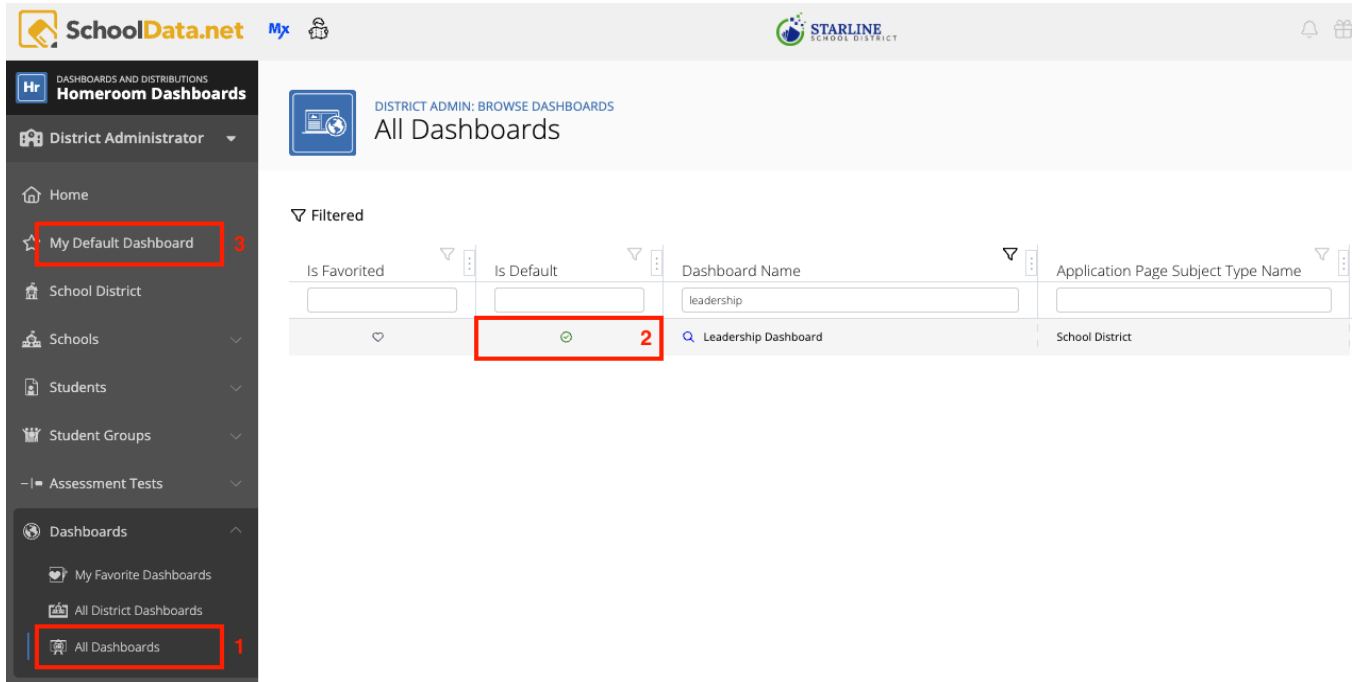 SchoolData.net Mx
STARLINE
SCHOOL DISTRICT
Hr
DASHBOARDS AND DISTRIBUTIONS
Homeroom Dashboards
District Administrator
Home
My Default Dashboard 3
School District
Schools
Students
Student Groups
Assessment Tests
Dashboards
My Favorite Dashboards
All District Dashboards
All Dashboards 1
DISTRICT ADMIN: BROWSE DASHBOARDS
All Dashboards
Filtered
Is Favorited Is Default Dashboard Name Application Page Subject Type Name
leadership
2 Leadership Dashboard School District